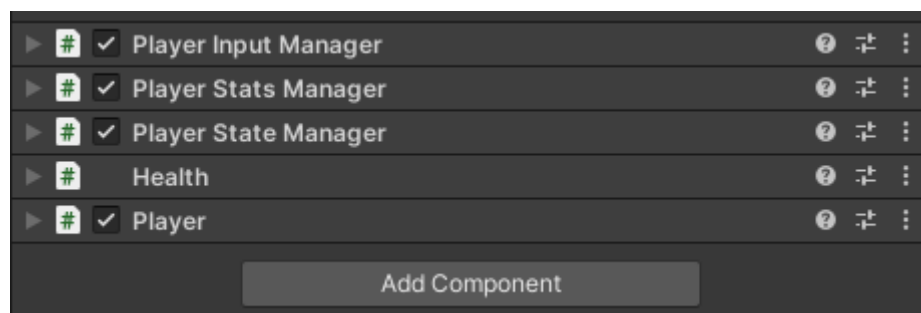 Player Input Manager
Player Stats Manager
Player State Manager
Health
Player
Add Component